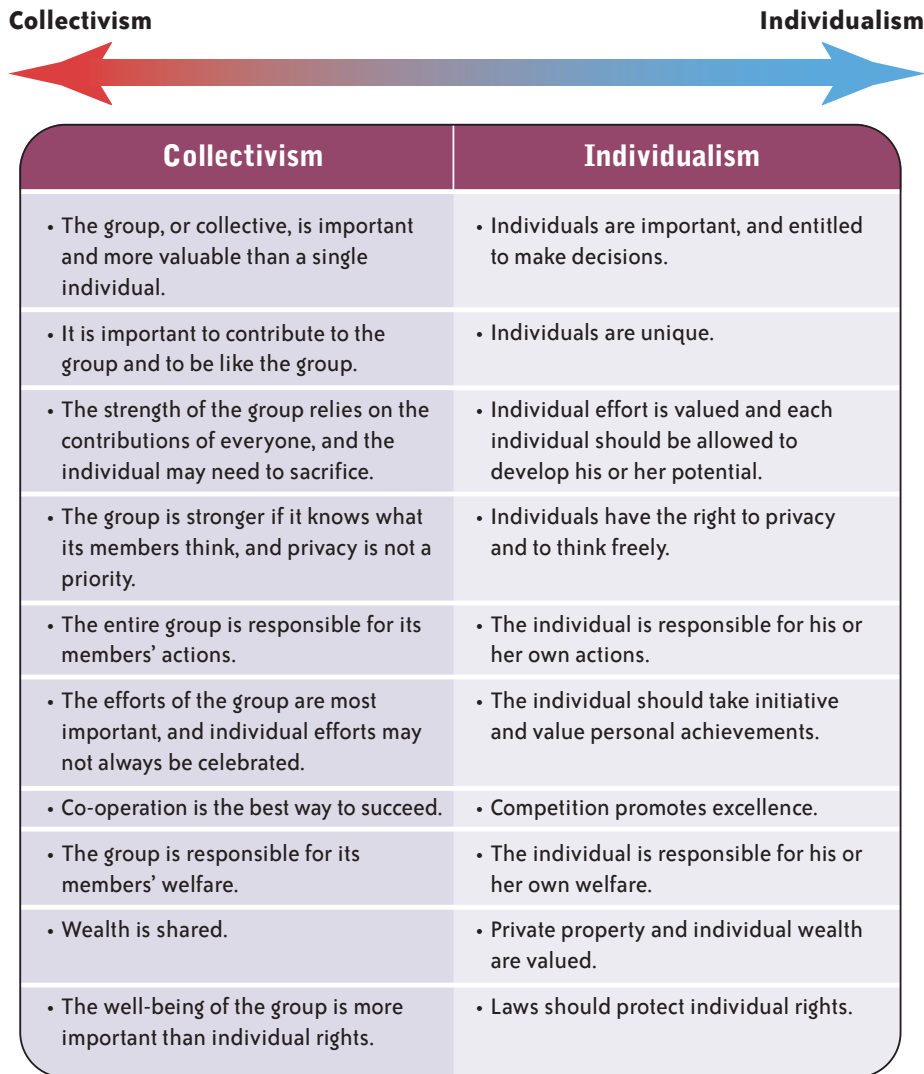 Collectivism Individualism
Collectivism Individualism
• The group, or collective, is important
and more valuable than a single
individual.
• Individuals are important, and entitled
to make decisions.
• It is important to contribute to the
group and to be like the group.
• Individuals are unique.
• The strength of the group relies on the
contributions of everyone, and the
individual may need to sacrifice.
• Individual effort is valued and each
individual should be allowed to
develop his or her potential.
• The group is stronger if it knows what
its members think, and privacy is not a
priority.
• Individuals have the right to privacy
and to think freely.
• The entire group is responsible for its
members’ actions.
• The individual is responsible for his or
her own actions.
• The efforts of the group are most
important, and individual efforts may
not always be celebrated.
• The individual should take initiative
and value personal achievements.
• Co-operation is the best way to succeed.
• Competition promotes excellence.
• The group is responsible for its
members’ welfare.
• The individual is responsible for his or
her own welfare.
• Wealth is shared.
• Private property and individual wealth
are valued.
• The well-being of the group is more
important than individual rights.
• Laws should protect individual rights.